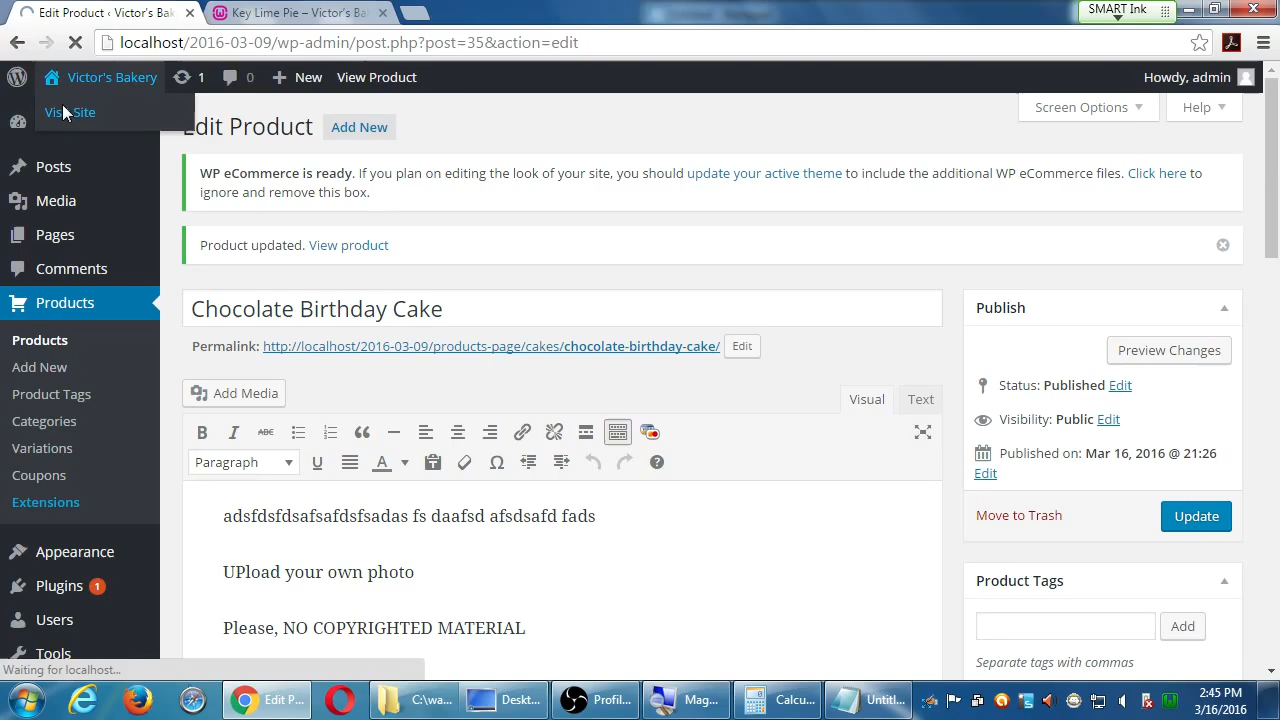 Edit Product ‹ Victor's Ba
Key Lime Pie – Victor's Ba
SMART Ink
localhost/2016-03-09/wp-admin/post.php?post=35&action=edit
Victor's Bakery
1
0
New
View Product
Howdy, admin
Visit Site
Edit Product
Add New
Screen Options
Help
WP eCommerce is ready. If you plan on editing the look of your site, you should update your active theme to include the additional WP eCommerce files. Click here to
ignore and remove this box.
Product updated. View product
Posts
Media
Pages
Comments
Products
Products
Add New
Product Tags
Categories
Variations
Coupons
Extensions
Appearance
Plugins 1
Users
Tools
Chocolate Birthday Cake
Permalink: http://localhost/2016-03-09/products-page/cakes/chocolate-birthday-cake/
Edit
Add Media
Visual
Text
ABC
Paragraph
adsfdsfdsafsafdsfsadas fs daafsd afsdsafd fads
UPload your own photo
Please, NO COPYRIGHTED MATERIAL
Publish
Preview Changes
Status: Published Edit
Visibility: Public Edit
Published on: Mar 16, 2016 @ 21:26
Edit
Move to Trash
Update
Product Tags
Add
Separate tags with commas
Waiting for localhost...
Edit P...
C:\wa...
Deskt...
Profil...
Mag...
Calcu...
Untitl...
2:45 PM
3/16/2016